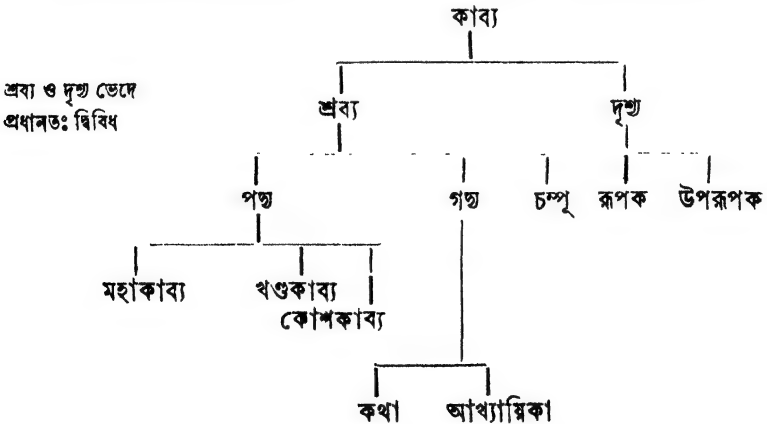 কাব্য
শ্রব্য ও দৃশ্য ভেদে
প্রধানতঃ দ্বিবিধ
শ্রব্য দৃশ্য
পদ্য গদ্য চম্পূ রূপক উপরূপক
মহাকাব্য খণ্ডকাব্য
কোশকাব্য
কথা আখ্যায়িকা